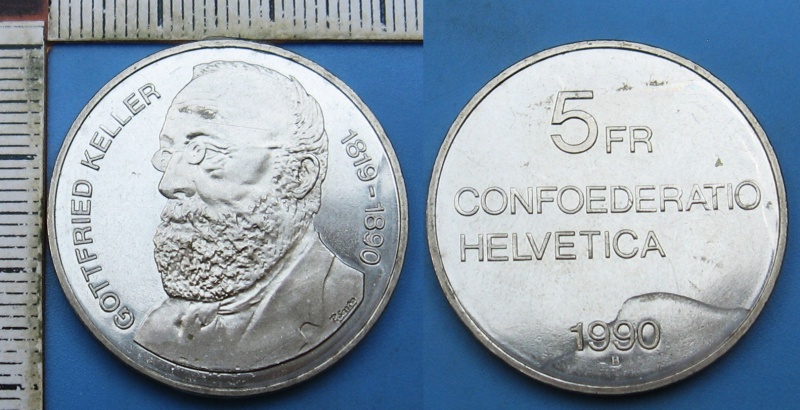 GOTTFRIED KELLER
1819-1890
5 FR
CONFOEDERATIO
HELVETICA
1990
B